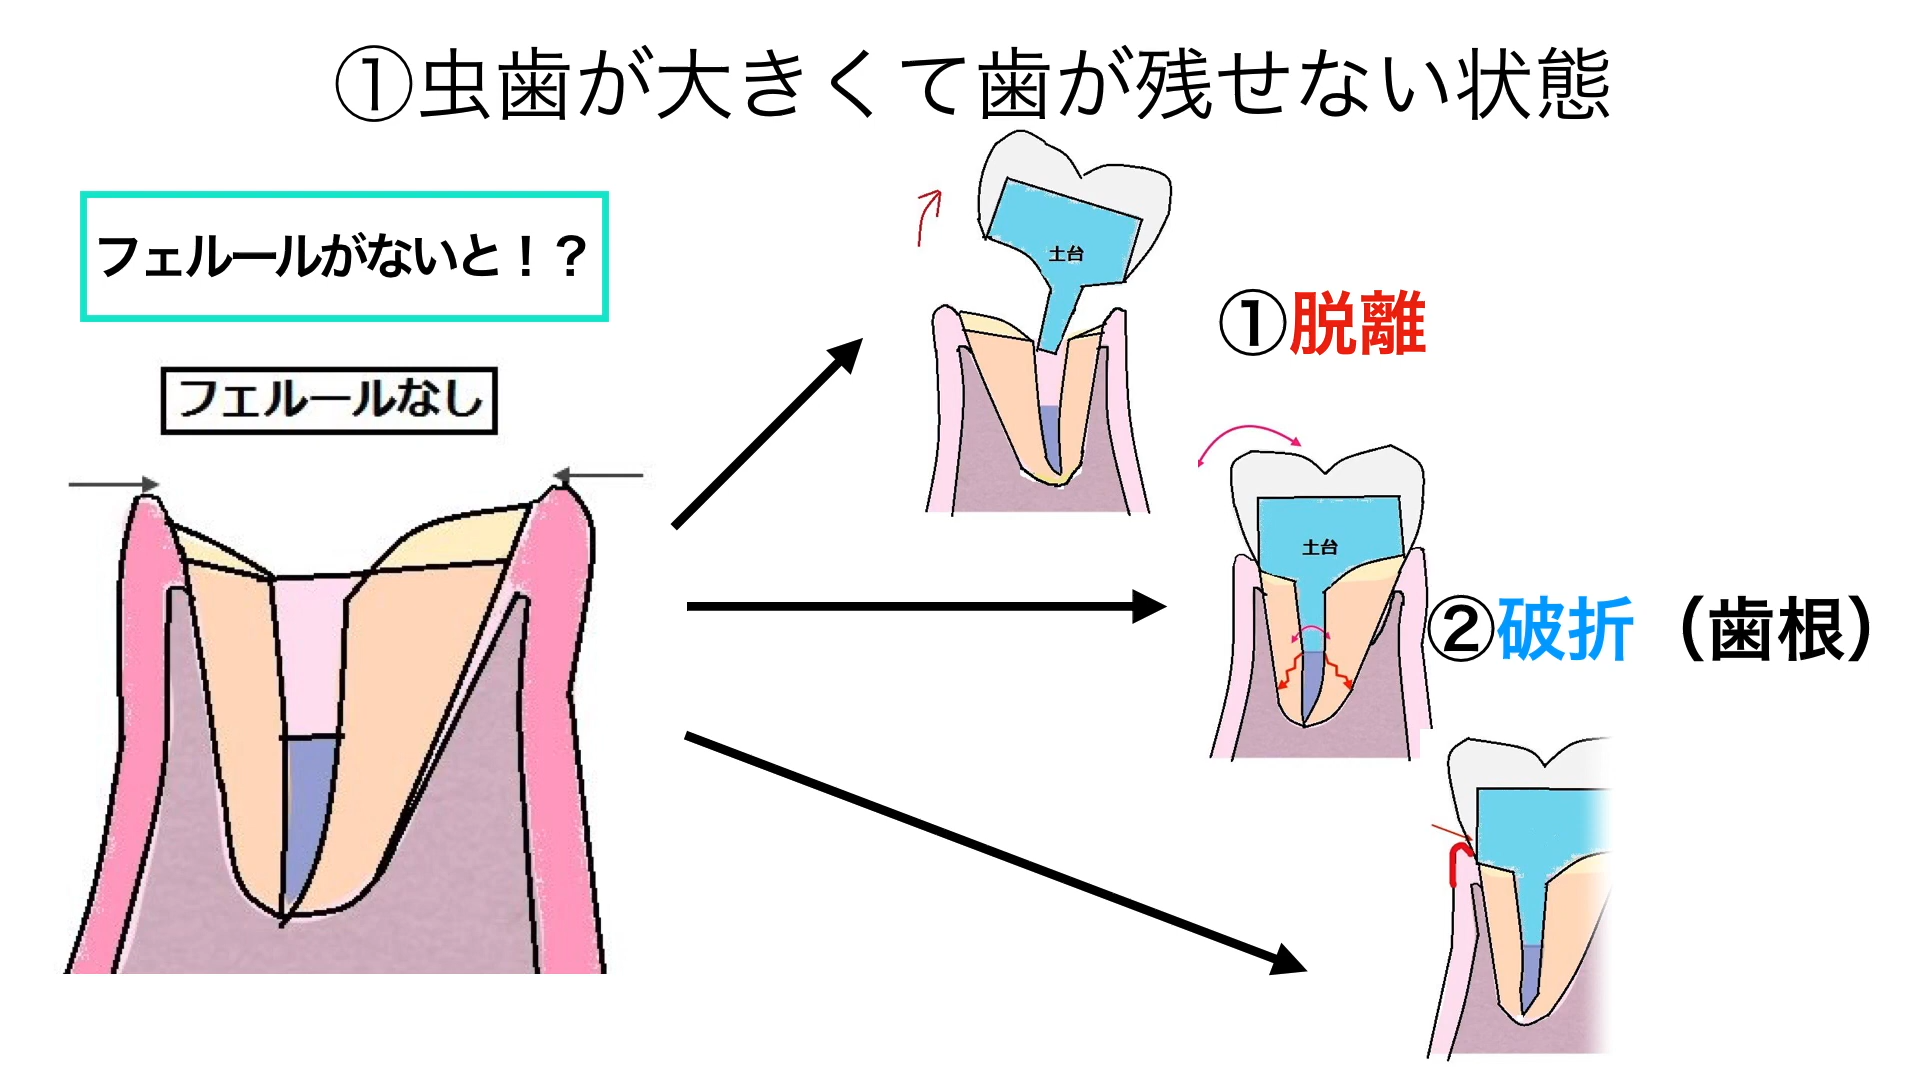 ①虫歯が大きくて歯が残せない状態
フェルールがないと！？
フェルールなし
土台
①脱離
土台
②破折（歯根）